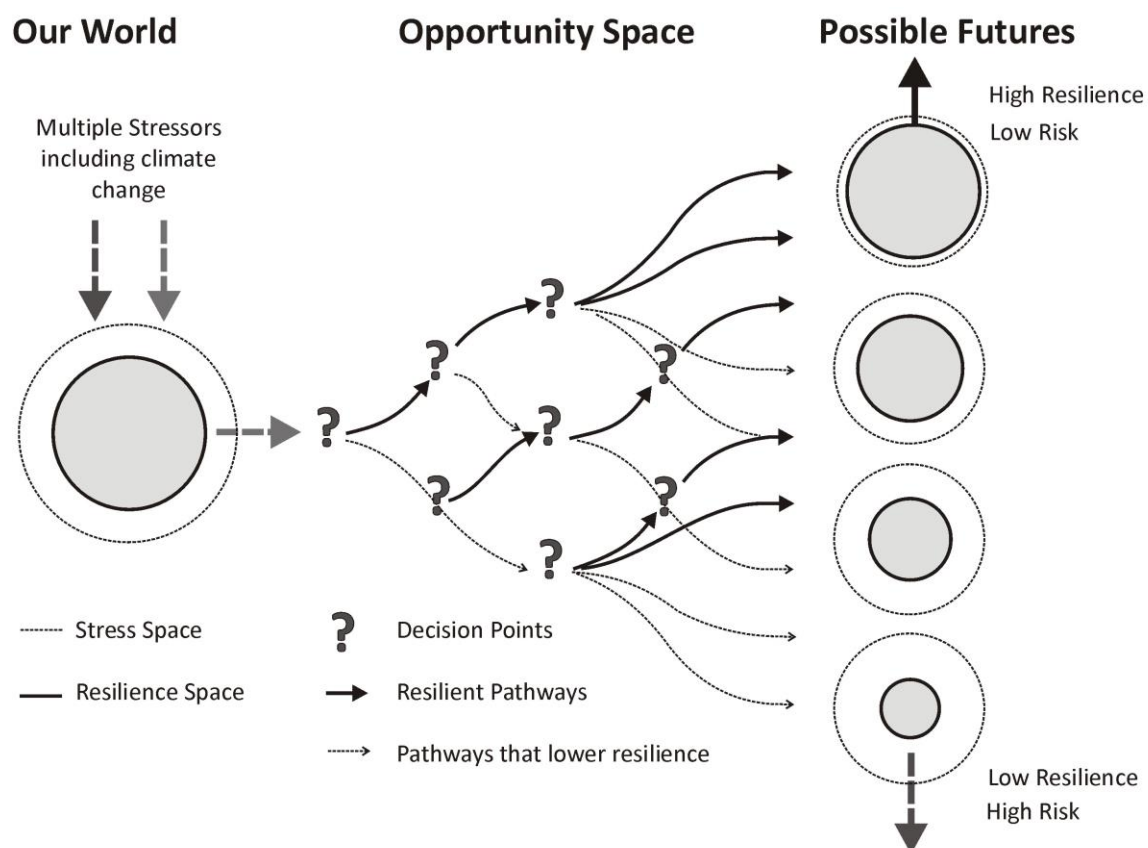 Our World
Opportunity Space
Possible Futures
Multiple Stressors
including climate
change
High Resilience
Low Risk
?
?
?
?
?
?
?
?
Stress Space
Resilience Space
?
Decision Points
Resilient Pathways
Pathways that lower resilience
Low Resilience
High Risk